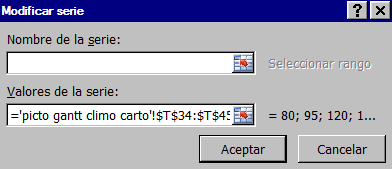 Modificar serie
Nombre de la serie:
Seleccionar rango
Valores de la serie:
='picto gantt climo carto'!$T$34:$T$45 = 80; 95; 120; 1...
Aceptar Cancelar